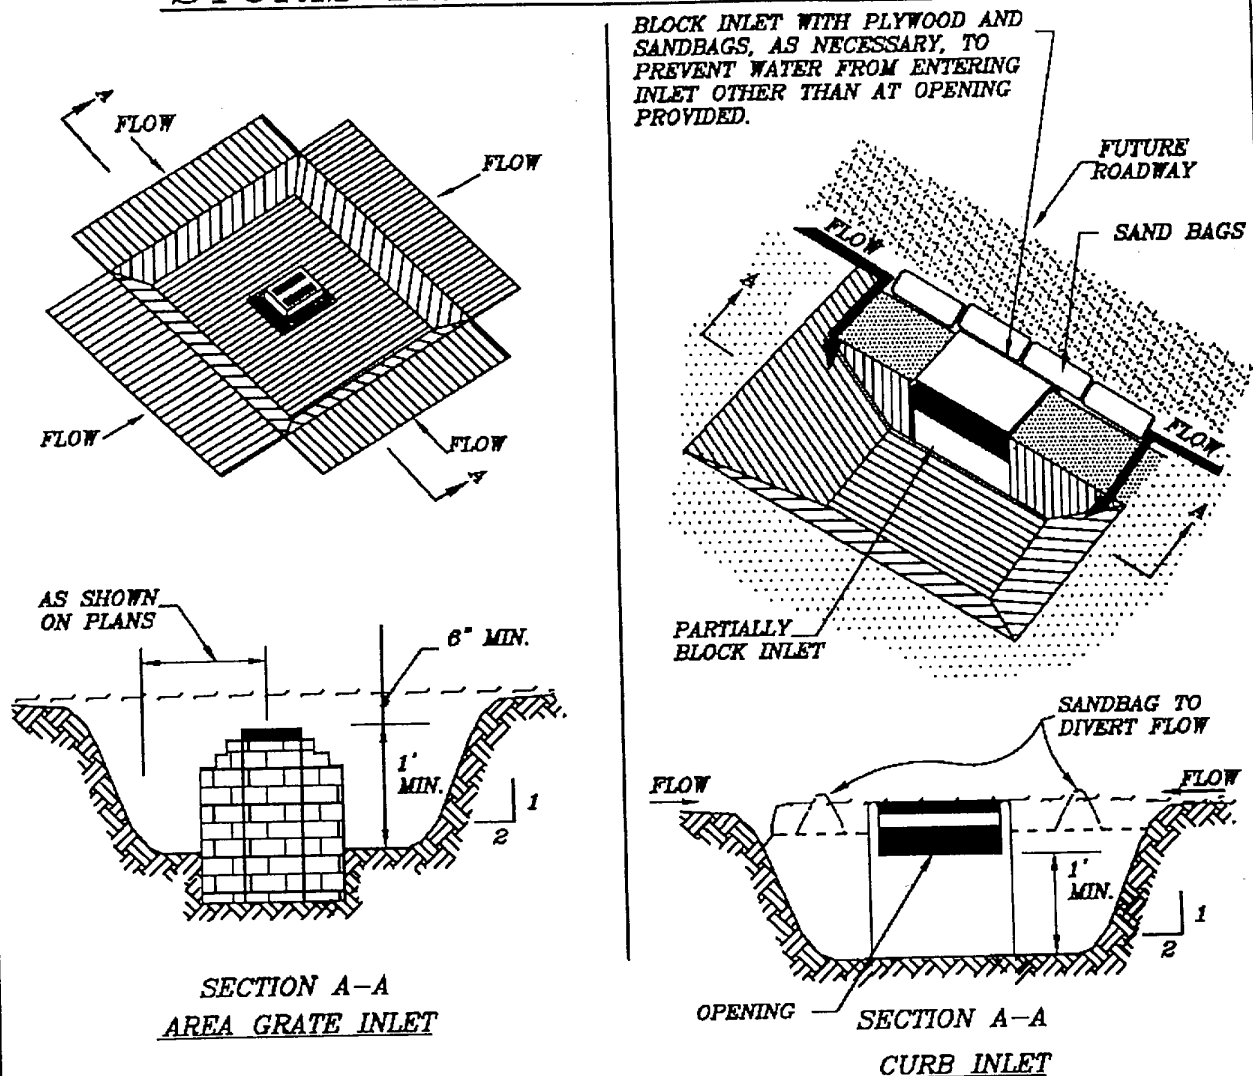 BLOCK INLET WITH PLYWOOD AND
SANDBAGS, AS NECESSARY, TO
PREVENT WATER FROM ENTERING
INLET OTHER THAN AT OPENING
PROVIDED.
A
FLOW
FLOW
FLOW
FLOW
A
FUTURE
ROADWAY
SAND BAGS
FLOW
A
FLOW
A
PARTIALLY
BLOCK INLET
AS SHOWN
ON PLANS
6" MIN.
1'
MIN.
1
2
SECTION A-A
AREA GRATE INLET
SANDBAG TO
DIVERT FLOW
FLOW
FLOW
1'
MIN.
1
2
OPENING
SECTION A-A
CURB INLET